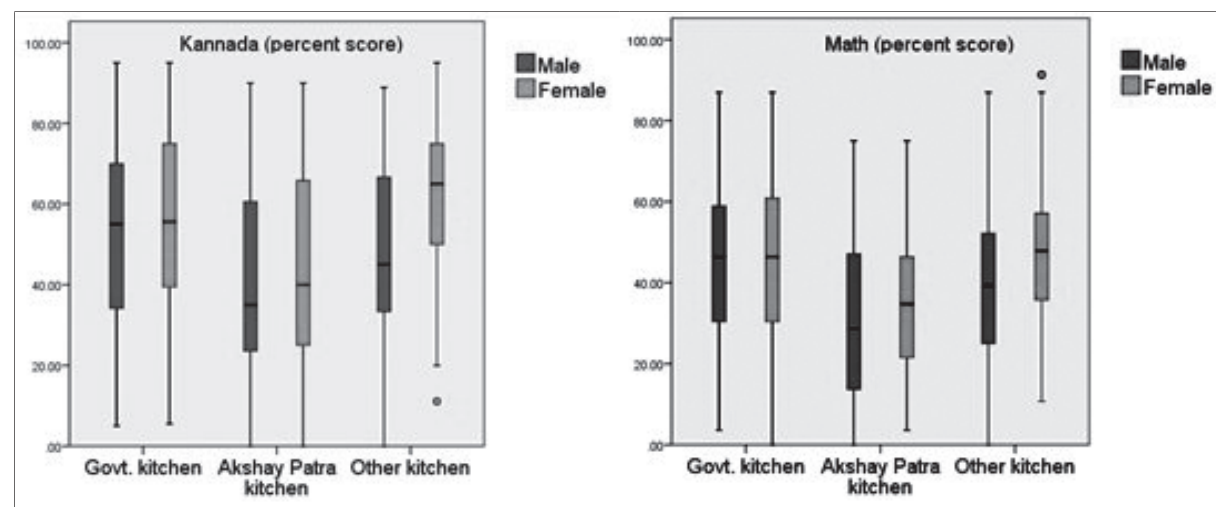 Kannada (percent score)
100.00
80.00
60.00
40.00
20.00
.00
Govt. kitchen
Akshay Patra
kitchen
Other kitchen
Male
Female
Math (percent score)
100.00
80.00
60.00
40.00
20.00
.00
Govt. kitchen
Akshay Patra
kitchen
Other kitchen
Male
Female